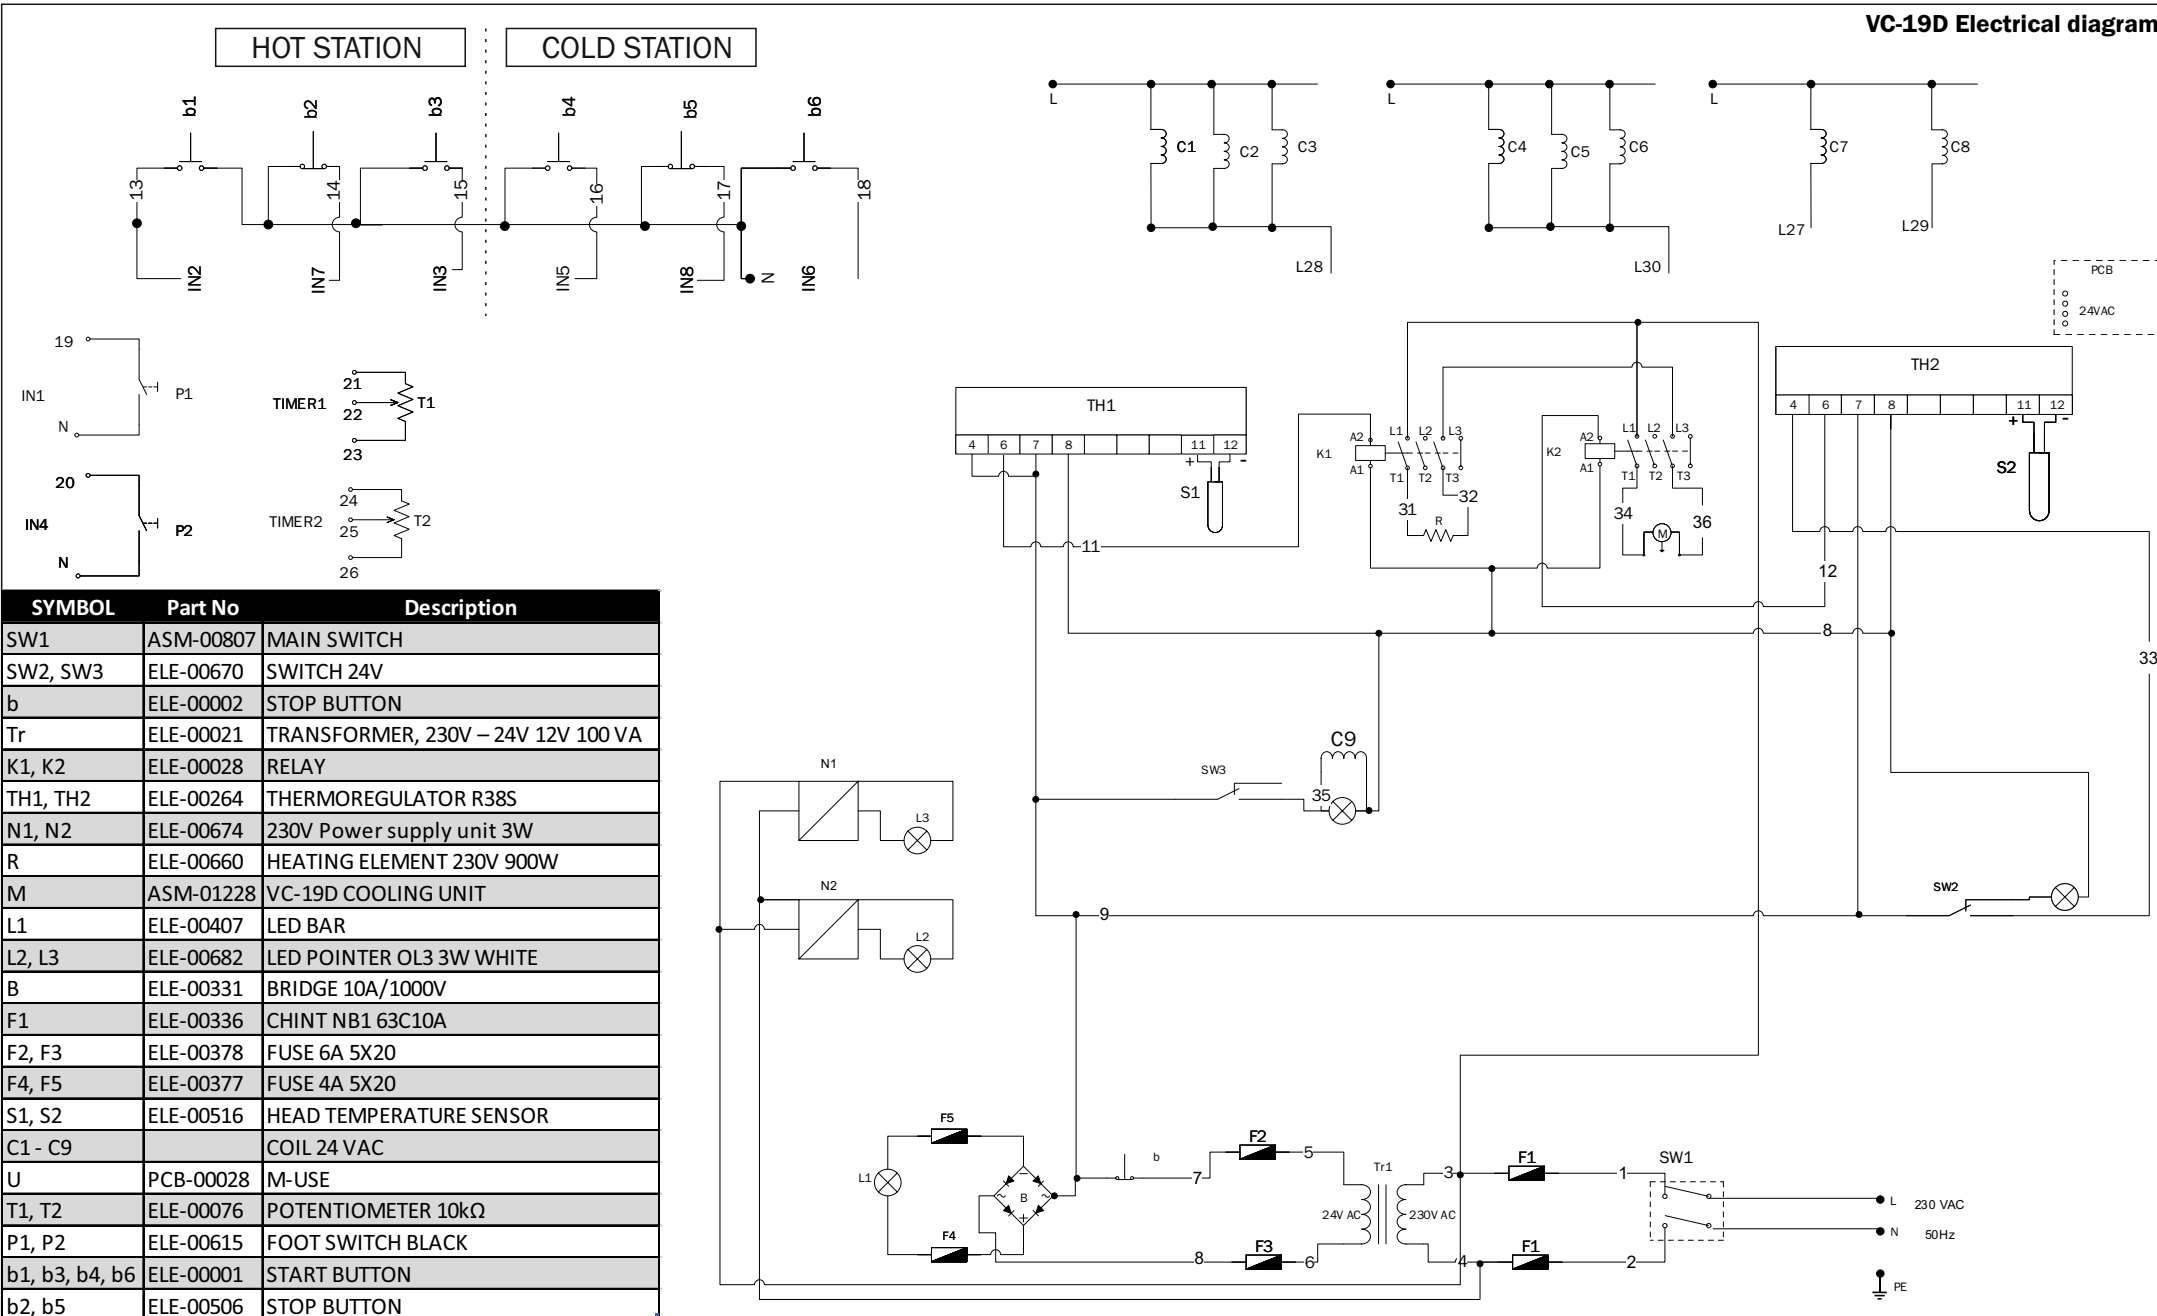 VC-19D Electrical diagram
HOT STATION
COLD STATION
b1
b2
b3
b4
b5
b6
13
14
15
16
17
18
IN2
IN7
IN3
IN5
IN8
N
IN6
L
C1
C2
C3
L28
L
C4
C5
C6
L30
L
C7
C8
L27
L29
PCB
24VAC
19
IN1
P1
N
20
IN4
P2
N
TIMER1
21
22
23
T1
TIMER2
24
25
26
T2
TH1
4 6 7 8 11 12
+ -
S1
11
K1
A2
A1
L1 L2 L3
T1 T2 T3
31
32
R
K2
A2
A1
L1 L2 L3
T1 T2 T3
34
36
M
TH2
4 6 7 8 11 12
+ -
S2
12
8
33
SYMBOL Part No Description
SW1 ASM-00807 MAIN SWITCH
SW2, SW3 ELE-00670 SWITCH 24V
b ELE-00002 STOP BUTTON
Tr ELE-00021 TRANSFORMER, 230V – 24V 12V 100 VA
K1, K2 ELE-00028 RELAY
TH1, TH2 ELE-00264 THERMOREGULATOR R38S
N1, N2 ELE-00674 230V Power supply unit 3W
R ELE-00660 HEATING ELEMENT 230V 900W
M ASM-01228 VC-19D COOLING UNIT
L1 ELE-00407 LED BAR
L2, L3 ELE-00682 LED POINTER OL3 3W WHITE
B ELE-00331 BRIDGE 10A/1000V
F1 ELE-00336 CHINT NB1 63C10A
F2, F3 ELE-00378 FUSE 6A 5X20
F4, F5 ELE-00377 FUSE 4A 5X20
S1, S2 ELE-00516 HEAD TEMPERATURE SENSOR
C1 - C9 COIL 24 VAC
U PCB-00028 M-USE
T1, T2 ELE-00076 POTENTIOMETER 10kΩ
P1, P2 ELE-00615 FOOT SWITCH BLACK
b1, b3, b4, b6 ELE-00001 START BUTTON
b2, b5 ELE-00506 STOP BUTTON
N1
L3
N2
L2
SW3
C9
35
SW2
9
F5
L1
B
F4
b
7
F2
5
Tr1
24V AC
230V AC
8
F3
6
3
F1
1
SW1
4
F1
2
L
230 VAC
N
50Hz
PE